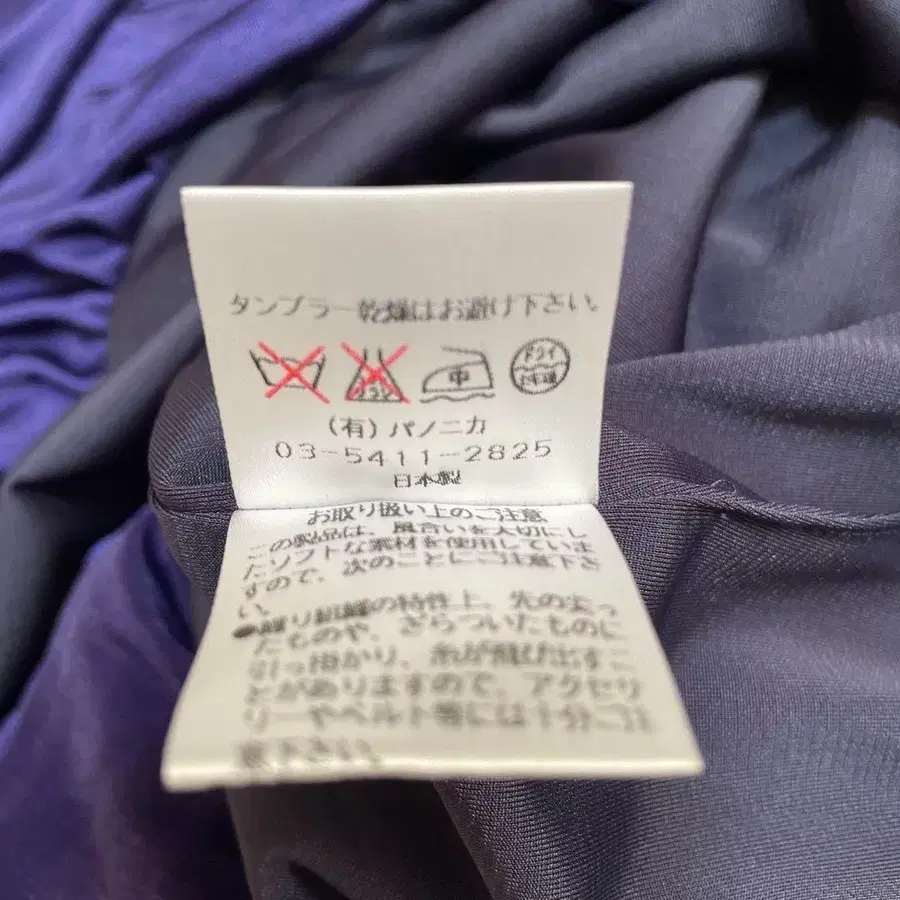 タンブラー乾燥はお避け下さい。
エンソ
中
ドライ
(有)パノニカ
03-5411-2825
日本製
お取り扱い上のご注意
この製品は、風合いを大切にし
たソフトな素材を使用していま
すので、次のことにご注意下さ
い。
の特性上、先の尖っ
たものや、ざらついたものに
引っ掛かり、糸が飛び出すこ
とがありますので、アクセサ
リーやベルト等には十分ご注
意下さい。